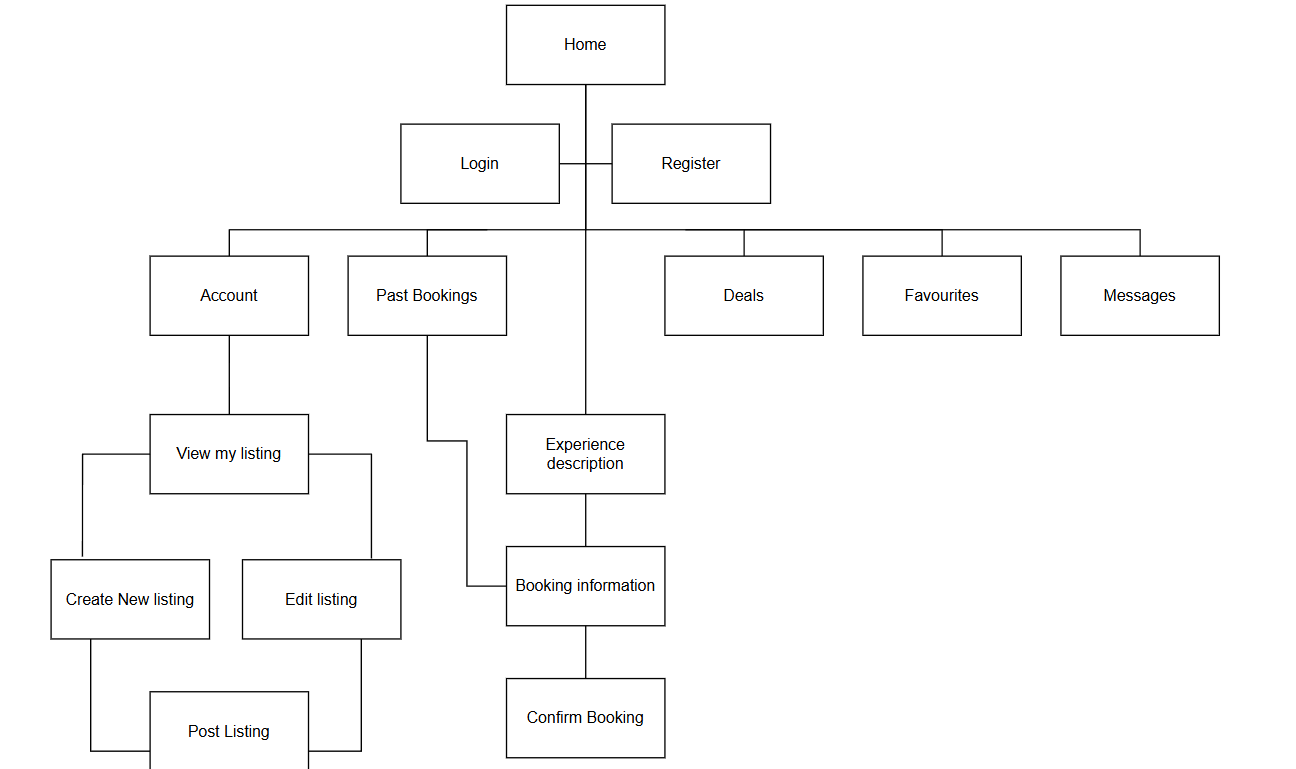 Home
Login
Register
Account
Past Bookings
Deals
Favourites
Messages
View my listing
Experience
description
Create New listing
Edit listing
Booking information
Post Listing
Confirm Booking